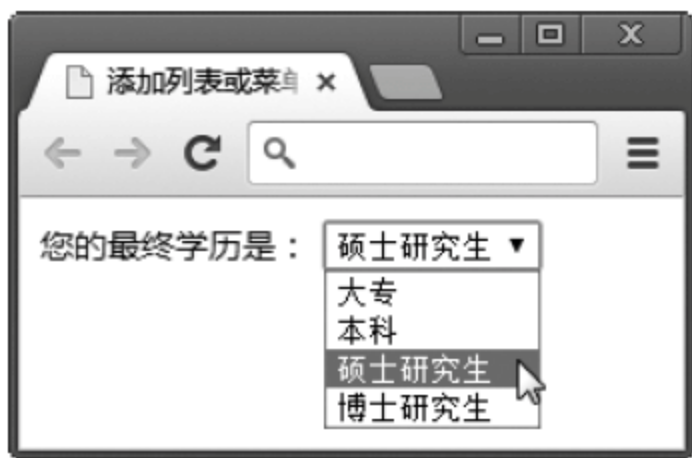 添加列表或菜单
您的最终学历是： 硕士研究生
大专
本科
硕士研究生
博士研究生